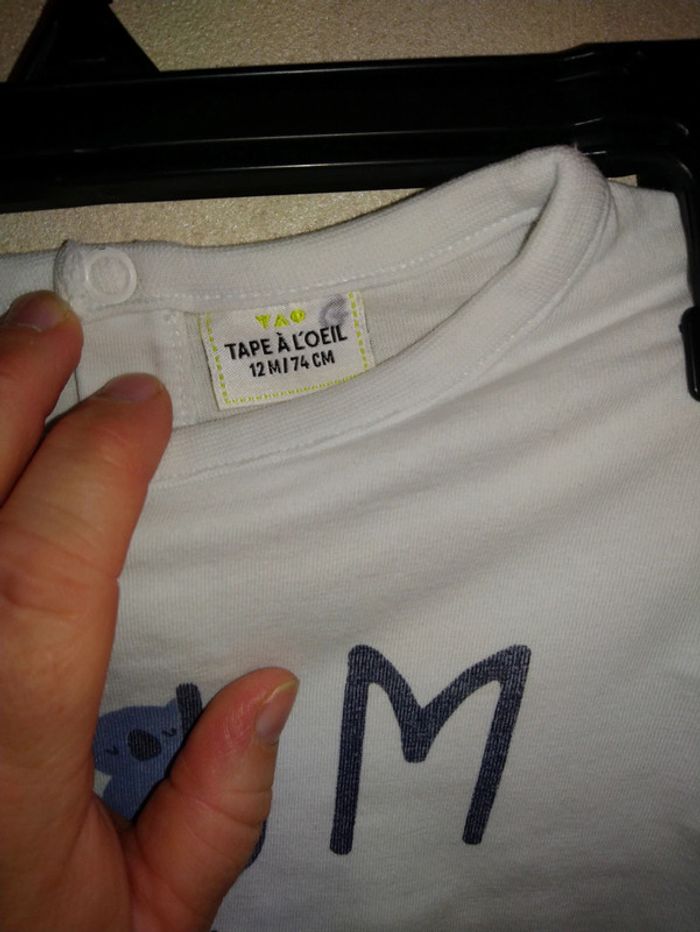 TAO
TAPE À L'OEIL
12 M / 74 CM
M